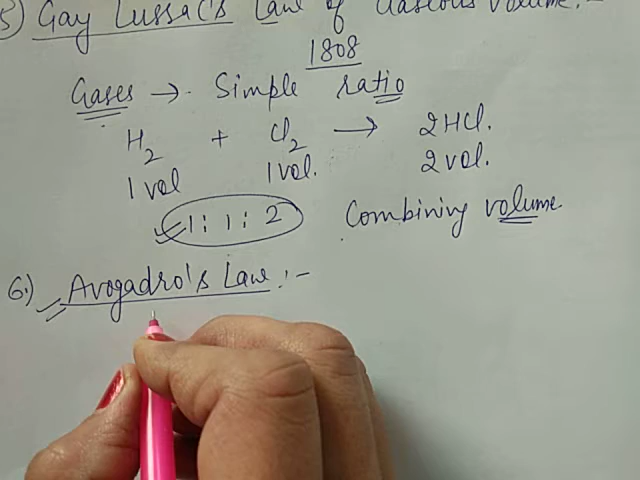 5) Gay Lussac's Law of Gaseous Volume:-
1808
Gases → Simple ratio
H2 + Cl2 → 2HCl.
1 vol 1 vol. 2 vol.
1 : 1 : 2 Combining volume
6.) Avogadro's Law :-